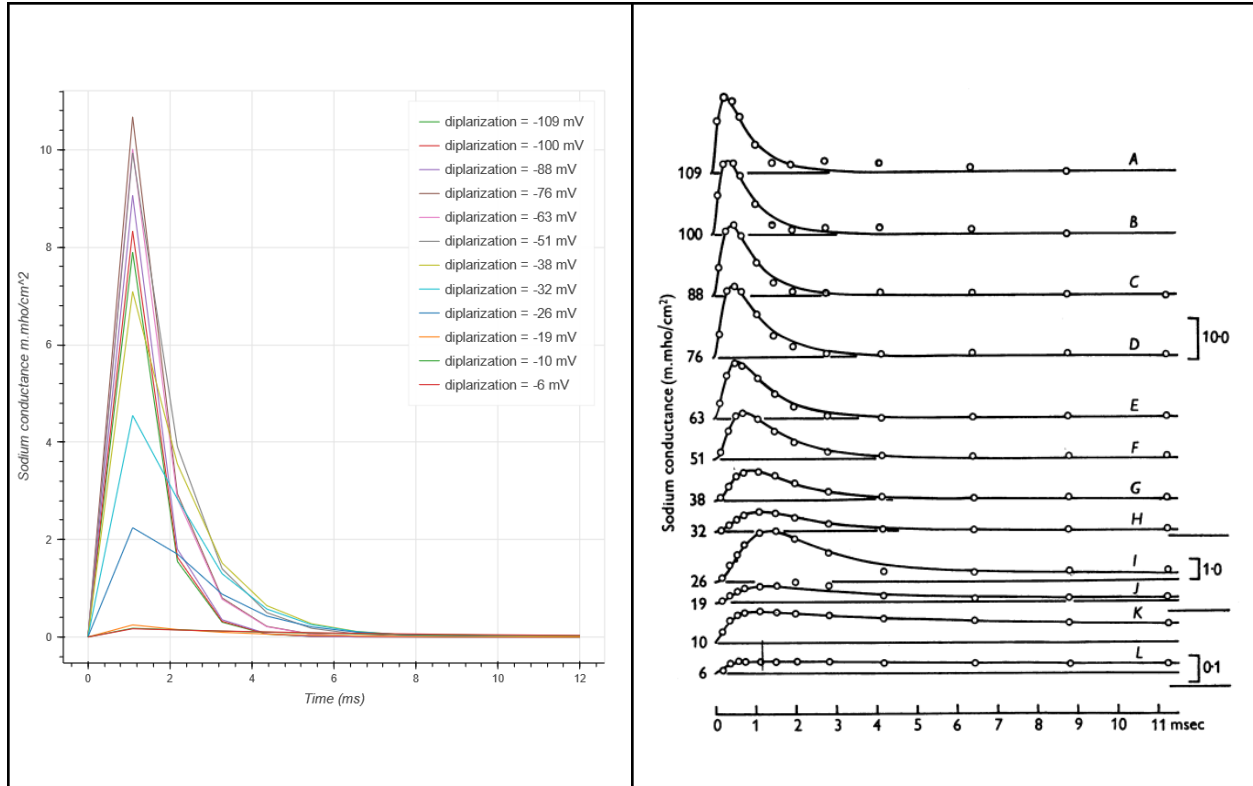 Sodium conductance m.mho/cm^2
10
8
6
4
2
0
diplarization = -109 mV
diplarization = -100 mV
diplarization = -88 mV
diplarization = -76 mV
diplarization = -63 mV
diplarization = -51 mV
diplarization = -38 mV
diplarization = -32 mV
diplarization = -26 mV
diplarization = -19 mV
diplarization = -10 mV
diplarization = -6 mV
0 2 4 6 8 10 12
Time (ms)
Sodium conductance (m.mho/cm²)
109 A
100 B
88 C
76 D 10·0
63 E
51 F
38 G
32 H
26 I 1·0
19 J
10 K
6 L 0·1
0 1 2 3 4 5 6 7 8 9 10 11 msec